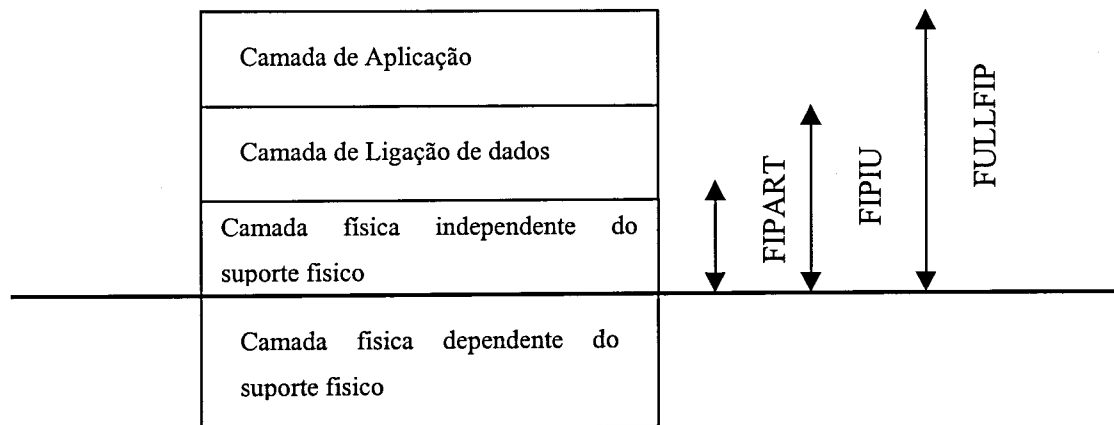 Camada de Aplicação
Camada de Ligação de dados
Camada física independente do
suporte fisico
Camada fisica dependente do
suporte fisico
FIPART
FIPIU
FULLFIP